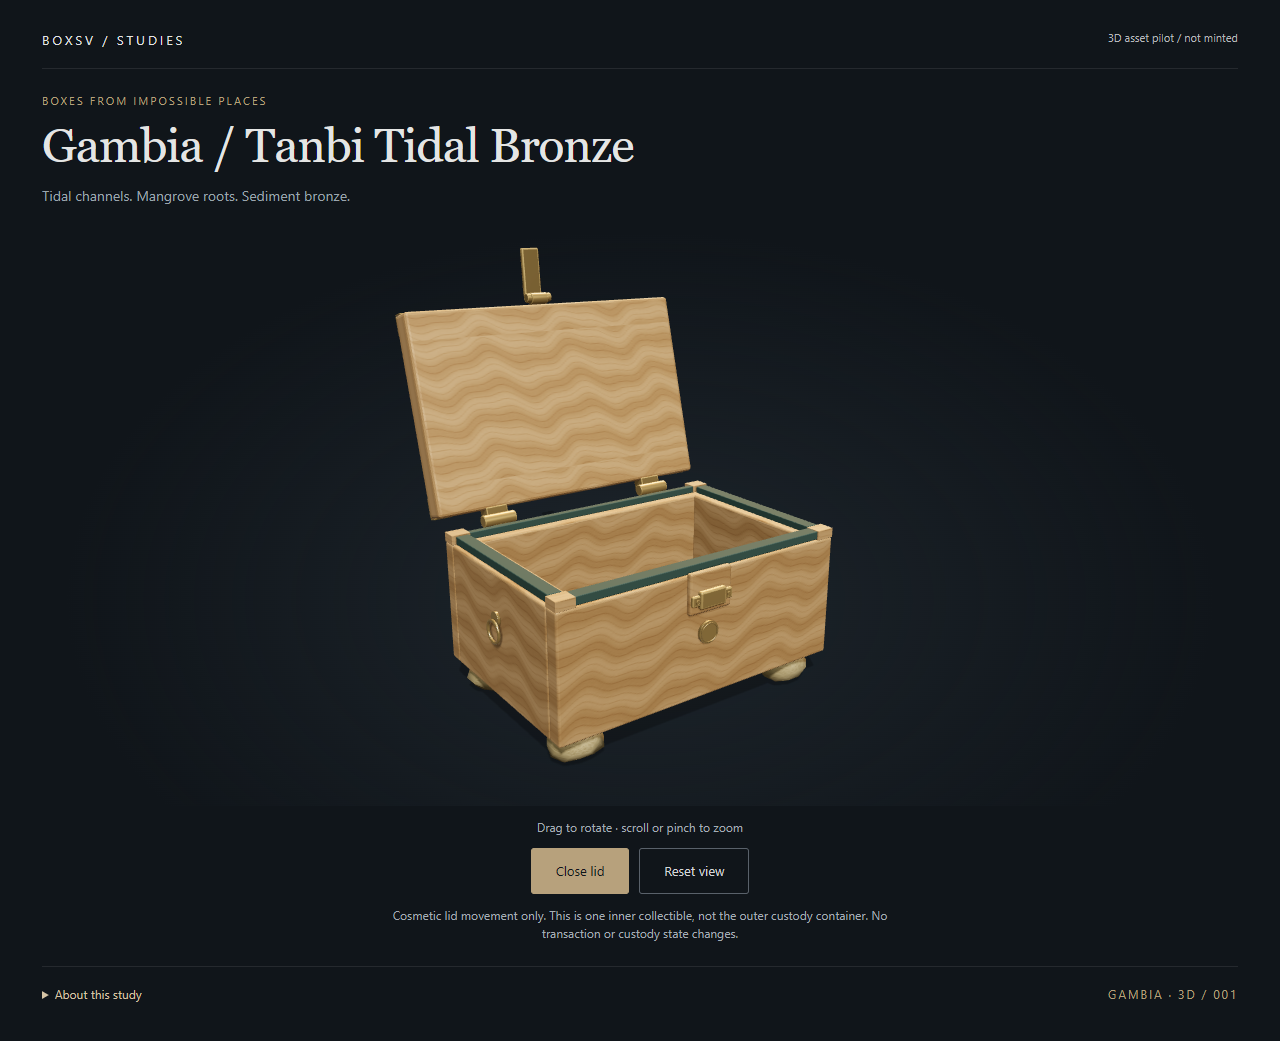 BOXSV / STUDIES
3D asset pilot / not minted
BOXES FROM IMPOSSIBLE PLACES
Gambia / Tanbi Tidal Bronze
Tidal channels. Mangrove roots. Sediment bronze.
Drag to rotate · scroll or pinch to zoom
Close lid
Reset view
Cosmetic lid movement only. This is one inner collectible, not the outer custody container. No
transaction or custody state changes.
About this study
GAMBIA · 3D / 001